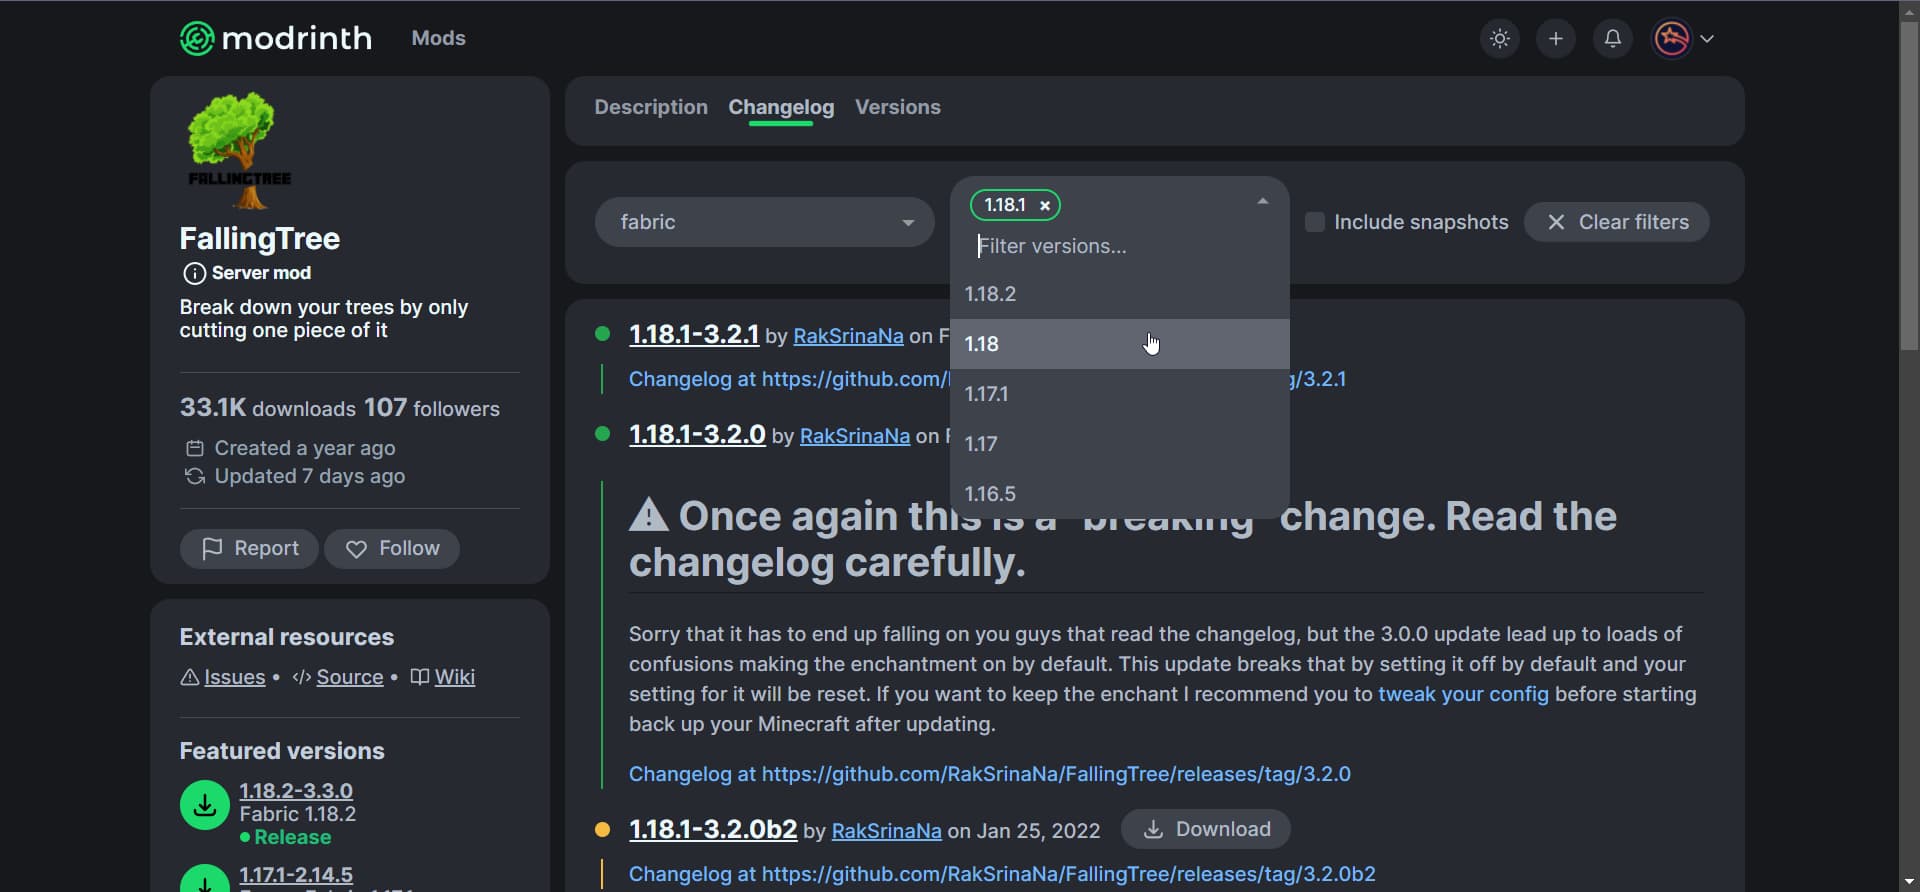 modrinth
Mods
FALLINGTREE
FallingTree
Server mod
Break down your trees by only
cutting one piece of it
33.1K downloads 107 followers
Created a year ago
Updated 7 days ago
Report
Follow
External resources
Issues • </> Source • Wiki
Featured versions
1.18.2-3.3.0
Fabric 1.18.2
Release
1.17.1-2.14.5
Description Changelog Versions
fabric
1.18.1 ×
Filter versions...
1.18.2
1.18
1.17.1
1.17
1.16.5
Include snapshots
Clear filters
1.18.1-3.2.1 by RakSrinaNa on
Changelog at https://github.com/ /3.2.1
1.18.1-3.2.0 by RakSrinaNa on
⚠ Once again this is a "breaking" change. Read the
changelog carefully.
Sorry that it has to end up falling on you guys that read the changelog, but the 3.0.0 update lead up to loads of
confusions making the enchantment on by default. This update breaks that by setting it off by default and your
setting for it will be reset. If you want to keep the enchant I recommend you to tweak your config before starting
back up your Minecraft after updating.
Changelog at https://github.com/RakSrinaNa/FallingTree/releases/tag/3.2.0
1.18.1-3.2.0b2 by RakSrinaNa on Jan 25, 2022
Download
Changelog at https://github.com/RakSrinaNa/FallingTree/releases/tag/3.2.0b2